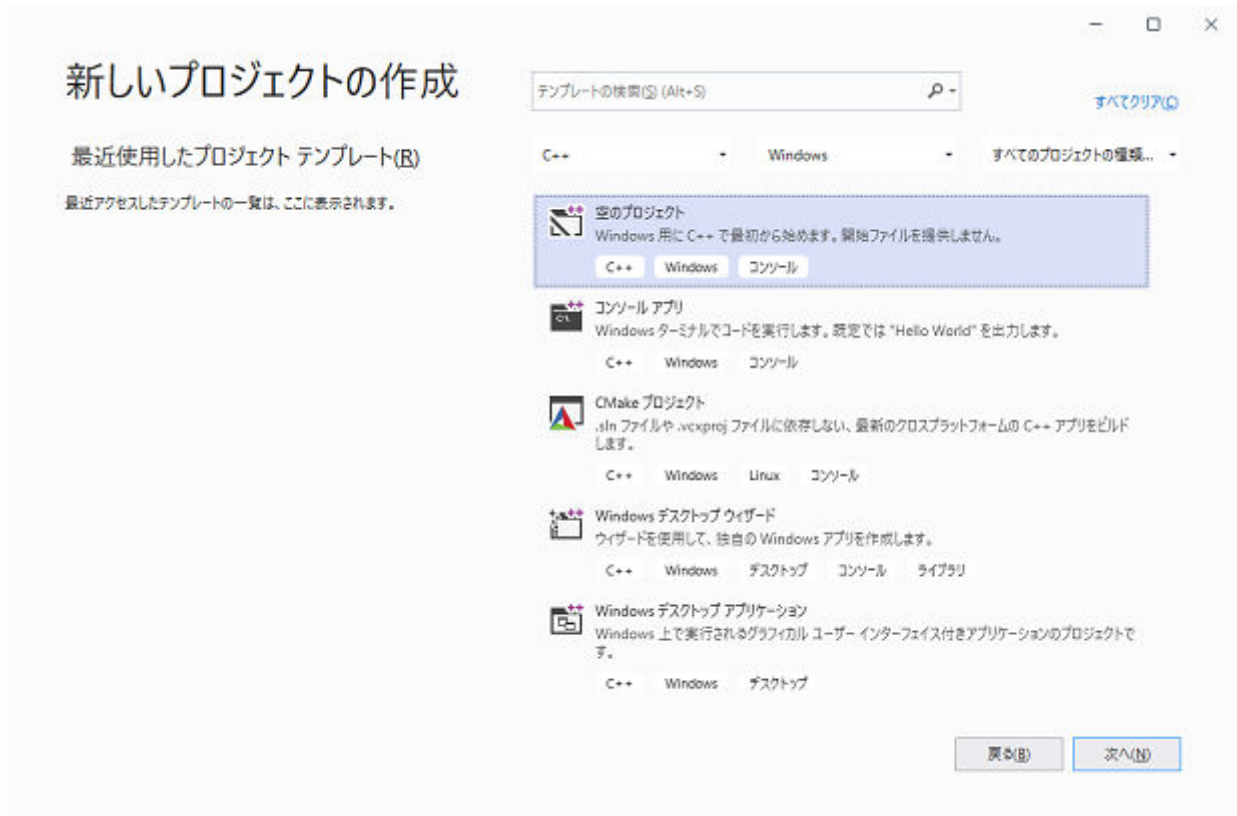 新しいプロジェクトの作成
テンプレートの検索(S) (Alt+S)
すべてクリア(C)
最近使用したプロジェクト テンプレート(R)
最近アクセスしたテンプレートの一覧は、ここに表示されます。
C++ Windows すべてのプロジェクトの種類...
空のプロジェクト
Windows 用に C++ で最初から始めます。開始ファイルを提供しません。
C++ Windows コンソール
コンソール アプリ
Windows ターミナルでコードを実行します。既定では "Hello World" を出力します。
C++ Windows コンソール
CMake プロジェクト
.sln ファイルや .vcxproj ファイルに依存しない、最新のクロスプラットフォームの C++ アプリをビルド
します。
C++ Windows Linux コンソール
Windows デスクトップ ウィザード
ウィザードを使用して、独自の Windows アプリを作成します。
C++ Windows デスクトップ コンソール ライブラリ
Windows デスクトップ アプリケーション
Windows 上で実行されるグラフィカル ユーザー インターフェイス付きアプリケーションのプロジェクトで
す。
C++ Windows デスクトップ
戻る(B) 次へ(N)